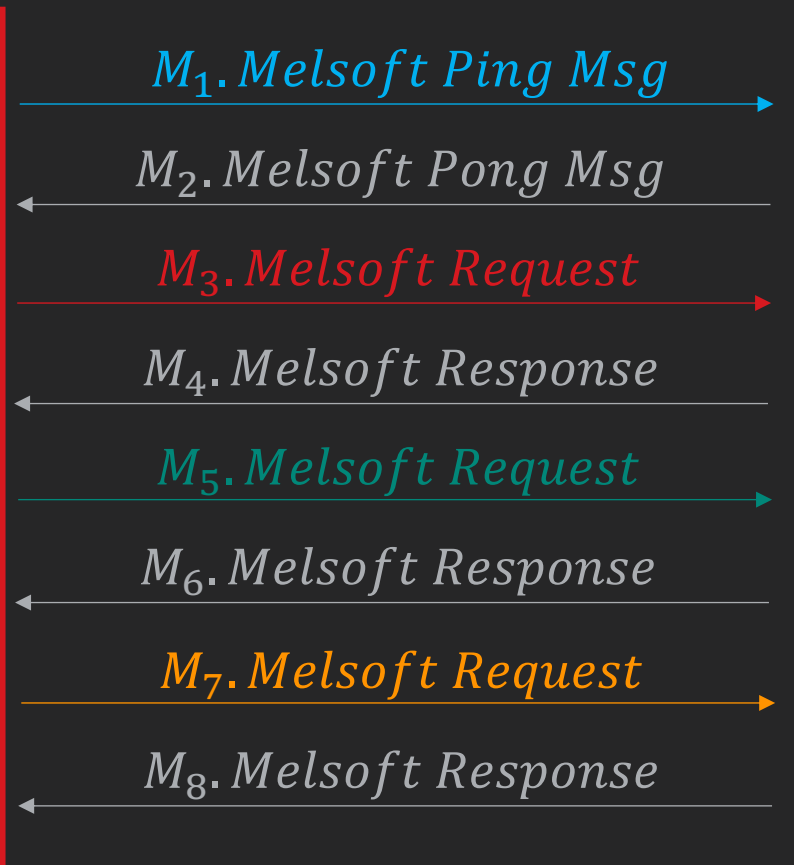 M₁. Melsoft Ping Msg
M₂. Melsoft Pong Msg
M₃. Melsoft Request
M₄. Melsoft Response
M₅. Melsoft Request
M₆. Melsoft Response
M₇. Melsoft Request
M₈. Melsoft Response